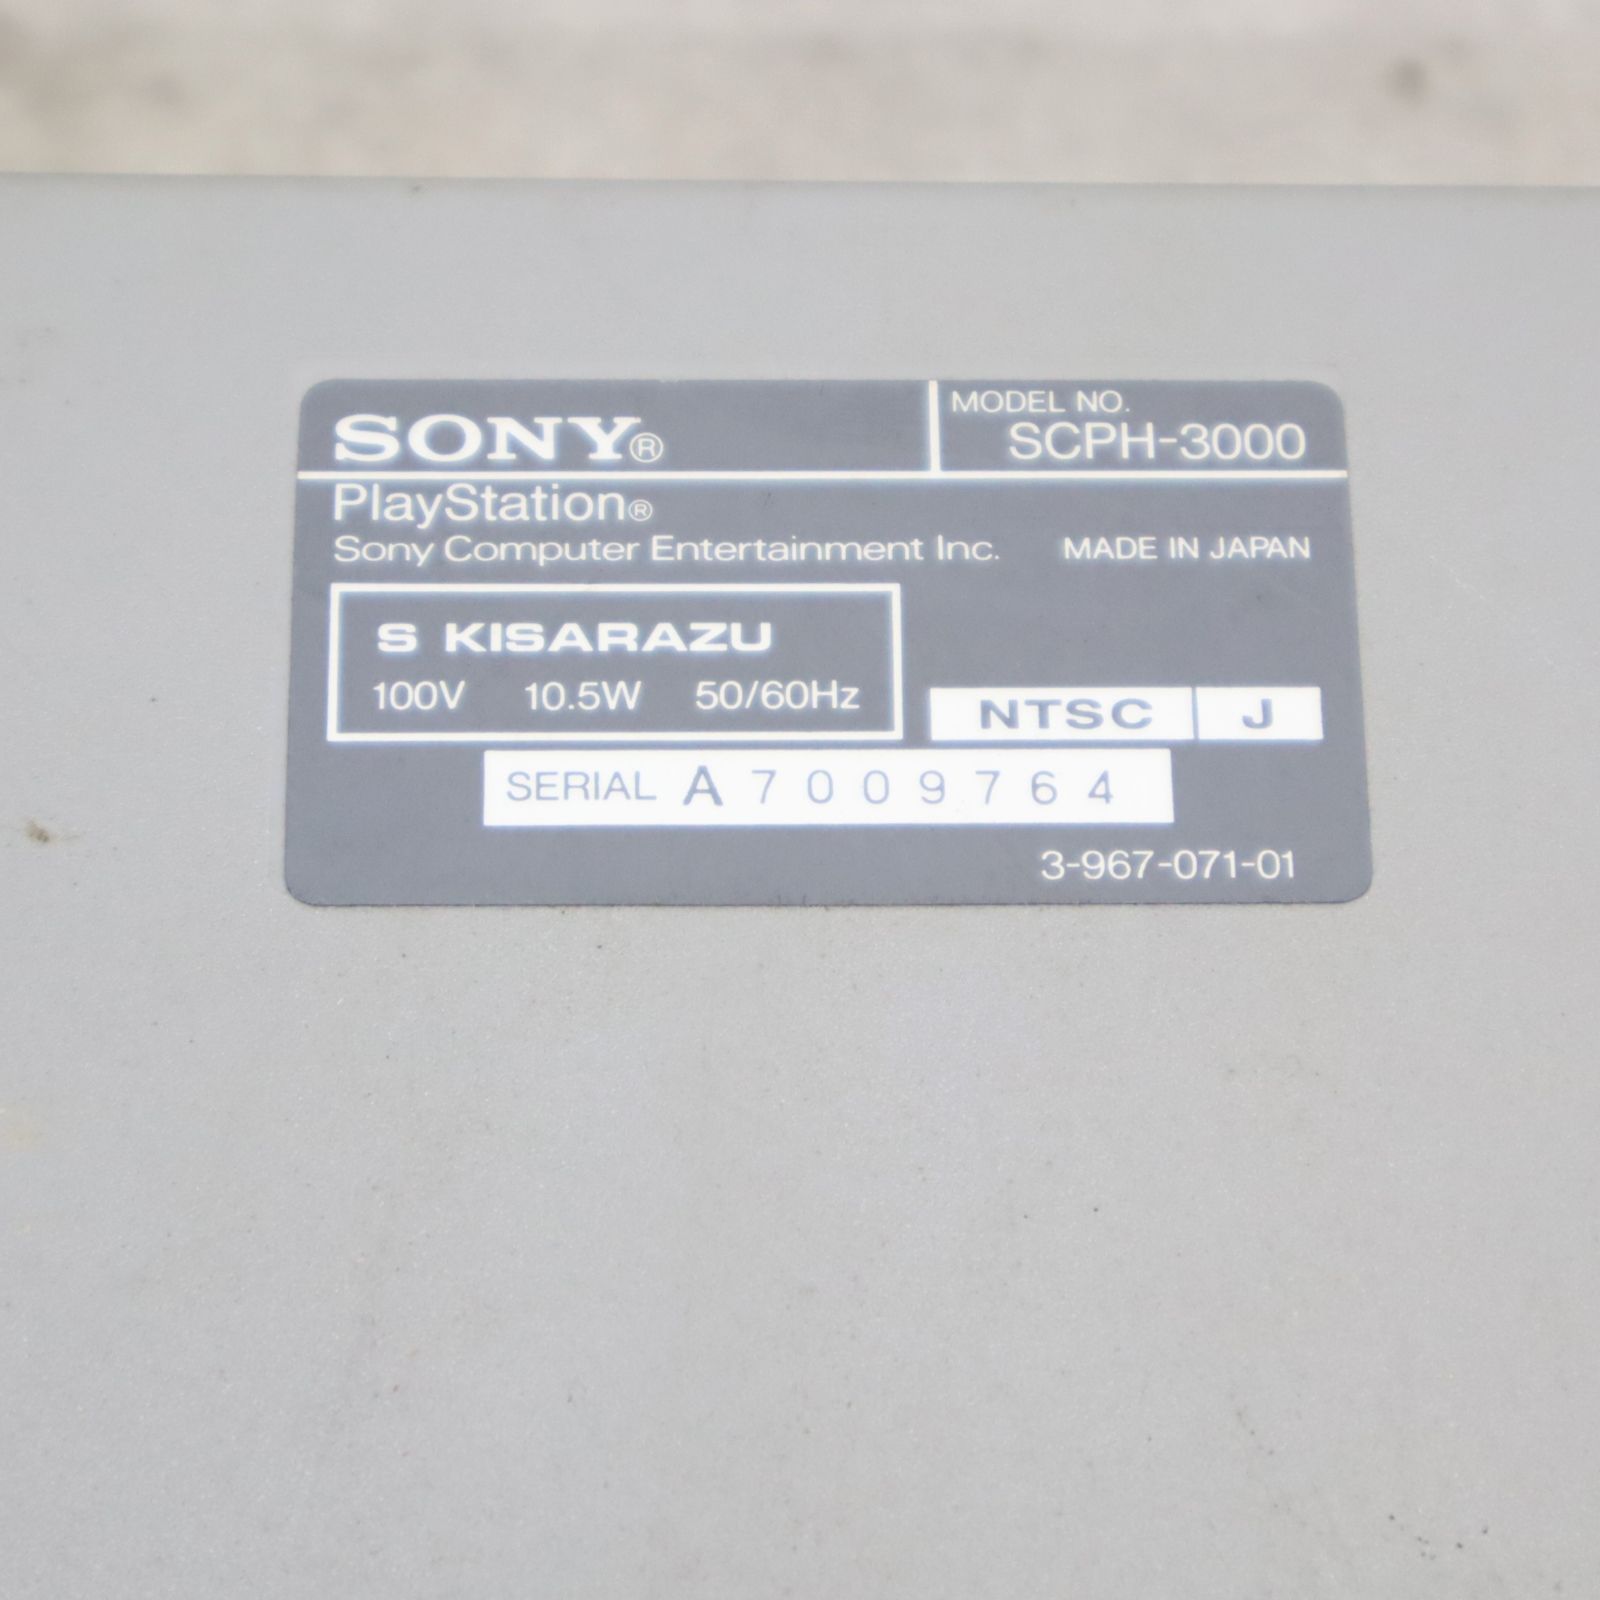 SONY®
MODEL NO.
SCPH-3000
PlayStation®
Sony Computer Entertainment Inc. MADE IN JAPAN
S KISARAZU
100V 10.5W 50/60Hz
NTSC J
SERIAL A7009764
3-967-071-01